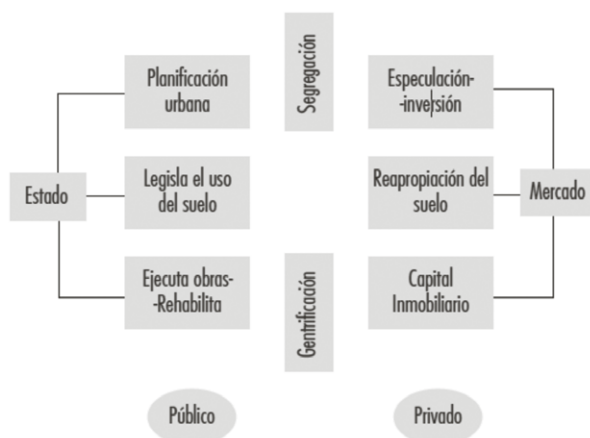 Planificación
urbana
Segregación
Especulación-
-inversión
Estado
Legisla el uso
del suelo
Reapropiación del
suelo
Mercado
Ejecuta obras-
-Rehabilita
Gentrificación
Capital
Inmobiliario
Público
Privado